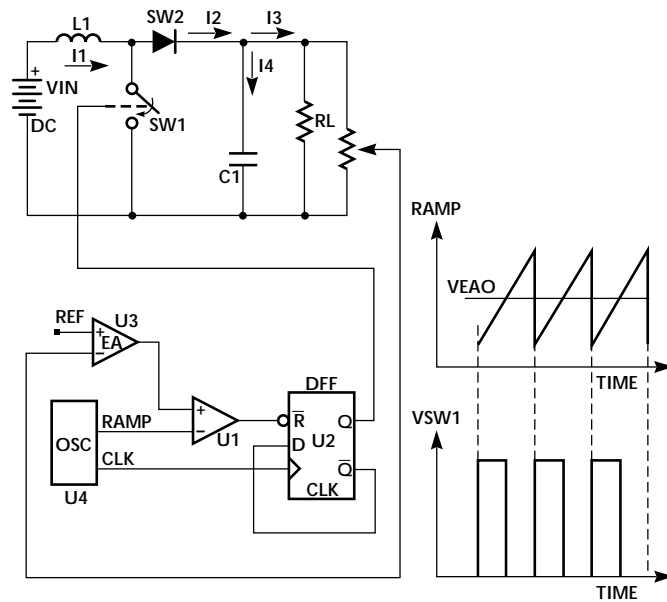 SW2
L1
I2
I3
I1
I4
+
VIN
DC
SW1
RL
C1
RAMP
VEAO
TIME
REF
U3
+
EA
–
DFF
RAMP
+
–
U1
R
Q
D
U2
OSC
CLK
Q
CLK
U4
VSW1
TIME